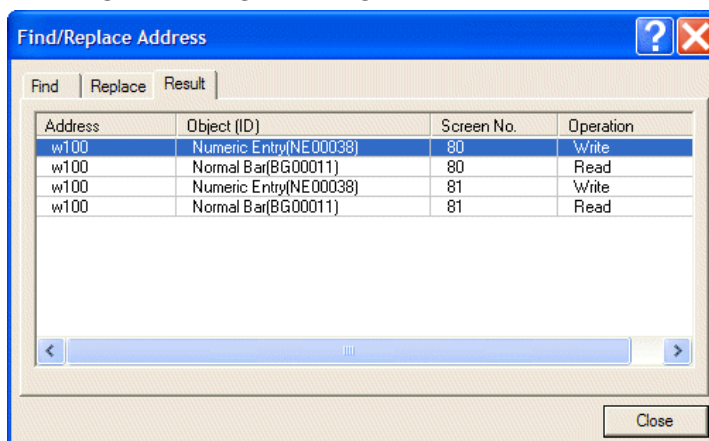 Find/Replace Address
Find Replace Result
Address Object (ID) Screen No. Operation
w100 Numeric Entry(NE00038) 80 Write
w100 Normal Bar(BG00011) 80 Read
w100 Numeric Entry(NE00038) 81 Write
w100 Normal Bar(BG00011) 81 Read
Close